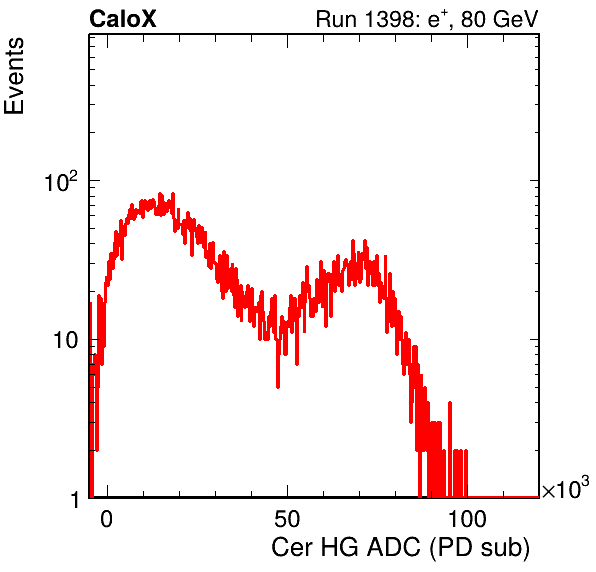 CaloX Run 1398: e⁺, 80 GeV
Events
10²
10
1
0 50 100
×10³
Cer HG ADC (PD sub)